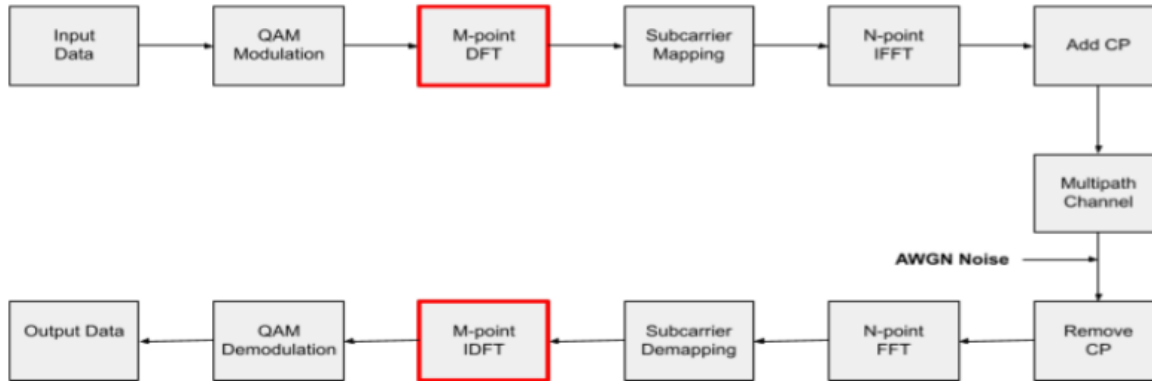 Input
Data
QAM
Modulation
M-point
DFT
Subcarrier
Mapping
N-point
IFFT
Add CP
Multipath
Channel
AWGN Noise
Output Data
QAM
Demodulation
M-point
IDFT
Subcarrier
Demapping
N-point
FFT
Remove
CP